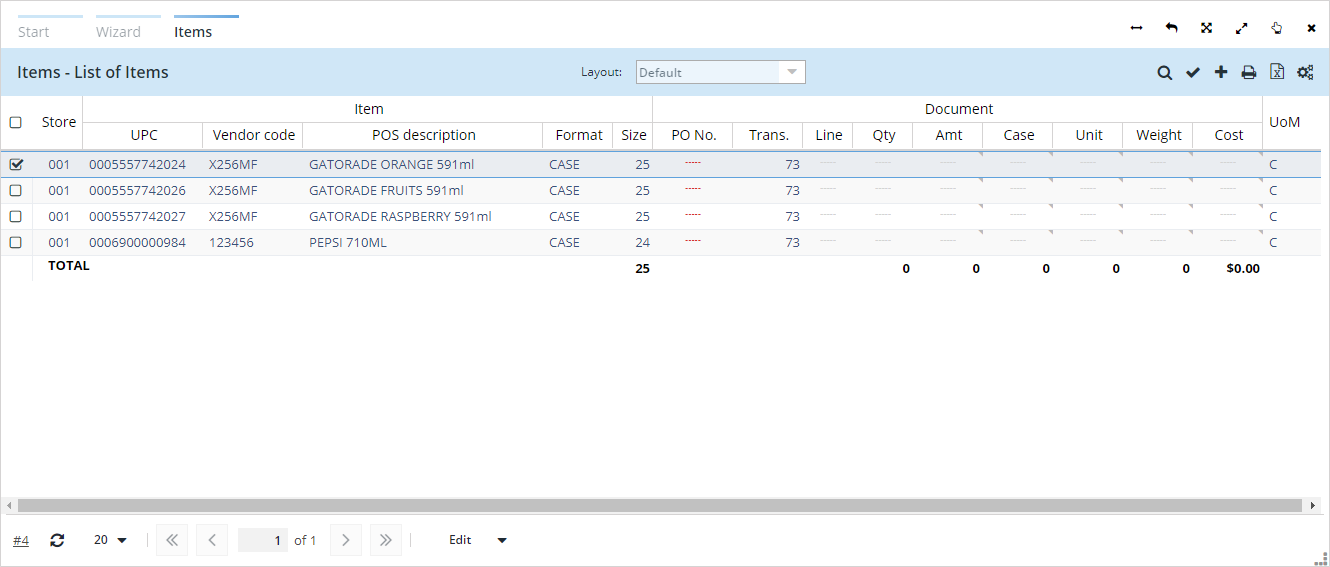 Start Wizard Items
Items - List of Items Layout: Default
Item Document
Store UoM
UPC Vendor code POS description Format Size PO No. Trans. Line Qty Amt Case Unit Weight Cost
001 0005557742024 X256MF GATORADE ORANGE 591ml CASE 25 ----- 73 ----- ----- ----- ----- ----- ----- ----- C
001 0005557742026 X256MF GATORADE FRUITS 591ml CASE 25 ----- 73 ----- ----- ----- ----- ----- ----- ----- C
001 0005557742027 X256MF GATORADE RASPBERRY 591ml CASE 25 ----- 73 ----- ----- ----- ----- ----- ----- ----- C
001 0006900000984 123456 PEPSI 710ML CASE 24 ----- 73 ----- ----- ----- ----- ----- ----- ----- C
TOTAL 25 0 0 0 0 0 $0.00
#4 20 1 of 1 Edit